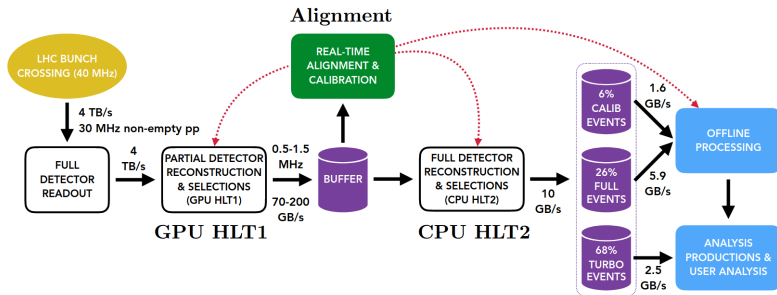 Alignment
LHC BUNCH
CROSSING (40 MHz)
4 TB/s
30 MHz non-empty pp
FULL
DETECTOR
READOUT
4
TB/s
PARTIAL DETECTOR
RECONSTRUCTION
& SELECTIONS
(GPU HLT1)
GPU HLT1
0.5-1.5
MHz
70-200
GB/s
REAL-TIME
ALIGNMENT &
CALIBRATION
BUFFER
FULL DETECTOR
RECONSTRUCTION
& SELECTIONS
(CPU HLT2)
CPU HLT2
10
GB/s
6%
CALIB
EVENTS
26%
FULL
EVENTS
68%
TURBO
EVENTS
1.6
GB/s
5.9
GB/s
2.5
GB/s
OFFLINE
PROCESSING
ANALYSIS
PRODUCTIONS &
USER ANALYSIS